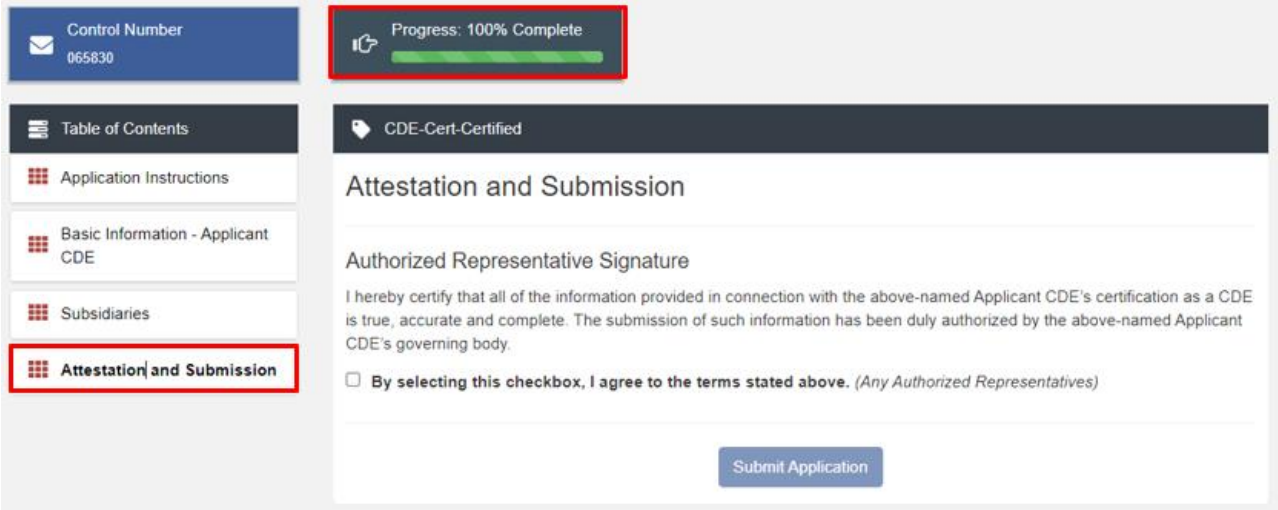 Control Number
065830
Progress: 100% Complete
Table of Contents
Application Instructions
Basic Information - Applicant
CDE
Subsidiaries
Attestation and Submission
CDE-Cert-Certified
Attestation and Submission
Authorized Representative Signature
I hereby certify that all of the information provided in connection with the above-named Applicant CDE's certification as a CDE
is true, accurate and complete. The submission of such information has been duly authorized by the above-named Applicant
CDE's governing body.
By selecting this checkbox, I agree to the terms stated above. (Any Authorized Representatives)
Submit Application